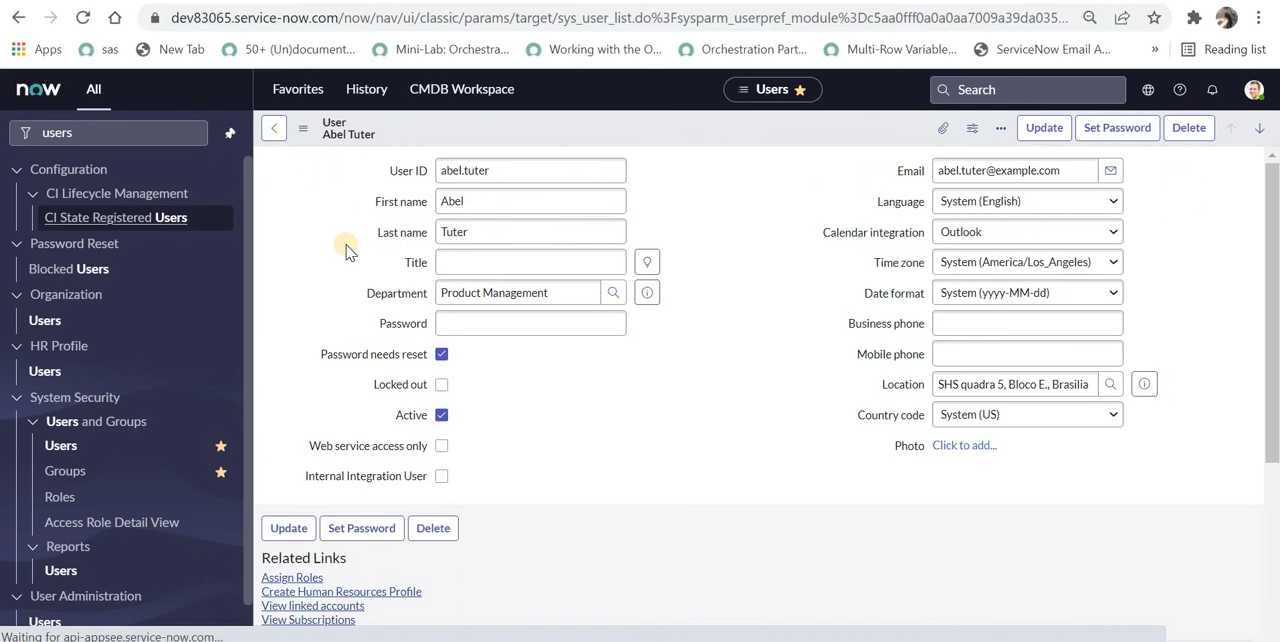 dev83065.service-now.com/now/nav/ui/classic/params/target/sys_user_list.do%3Fsysparm_userpref_module%3Dc5aa0fff0a0a0aa7009a39da035...
Apps
sas
New Tab
50+ (Un)document...
Mini-Lab: Orchestra...
Working with the O...
Orchestration Part...
Multi-Row Variable...
ServiceNow Email A...
»
Reading list
now
All
Favorites
History
CMDB Workspace
Users
Search
users
User
Abel Tuter
Update
Set Password
Delete
Configuration
CI Lifecycle Management
CI State Registered Users
Password Reset
Blocked Users
Organization
Users
HR Profile
Users
System Security
Users and Groups
Users
Groups
Roles
Access Role Detail View
Reports
Users
User Administration
Users
User ID abel.tuter
First name Abel
Last name Tuter
Title
Department Product Management
Password
Password needs reset
Locked out
Active
Web service access only
Internal Integration User
Email abel.tuter@example.com
Language System (English)
Calendar integration Outlook
Time zone System (America/Los_Angeles)
Date format System (yyyy-MM-dd)
Business phone
Mobile phone
Location SHS quadra 5, Bloco E., Brasilia
Country code System (US)
Photo Click to add...
Update
Set Password
Delete
Related Links
Assign Roles
Create Human Resources Profile
View linked accounts
View Subscriptions
Waiting for api-appsee.service-now.com...